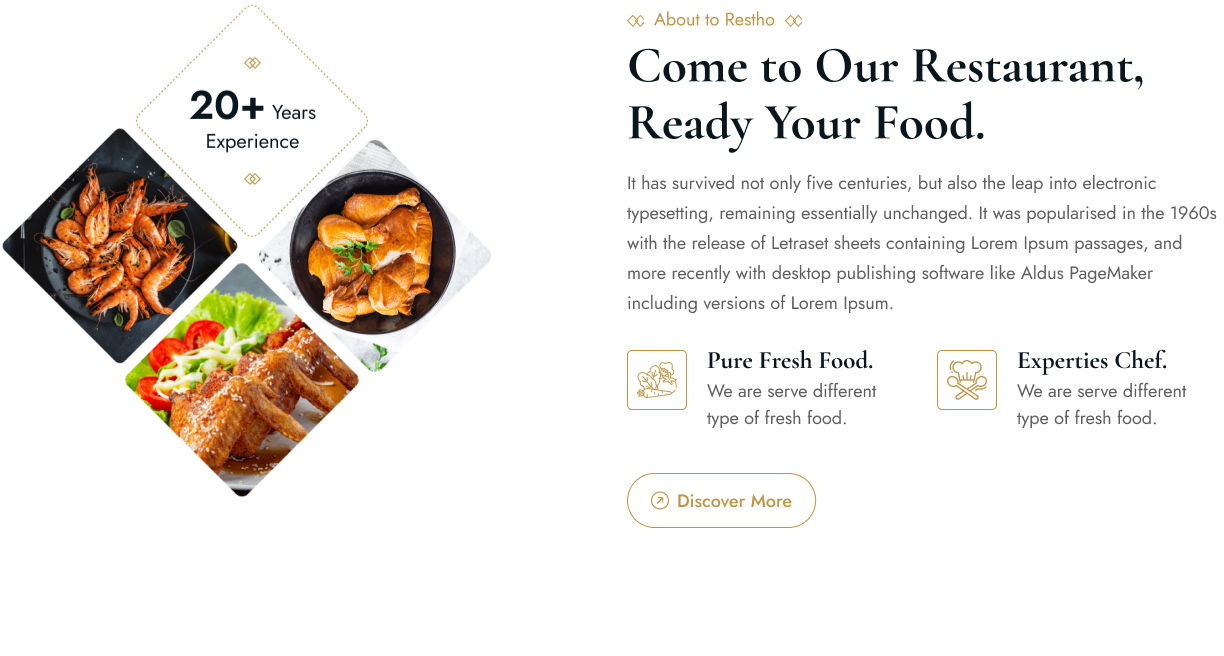 20+ Years
Experience
About to Restho
Come to Our Restaurant,
Ready Your Food.
It has survived not only five centuries, but also the leap into electronic
typesetting, remaining essentially unchanged. It was popularised in the 1960s
with the release of Letraset sheets containing Lorem Ipsum passages, and
more recently with desktop publishing software like Aldus PageMaker
including versions of Lorem Ipsum.
Pure Fresh Food.
We are serve different
type of fresh food.
Experties Chef.
We are serve different
type of fresh food.
Discover More